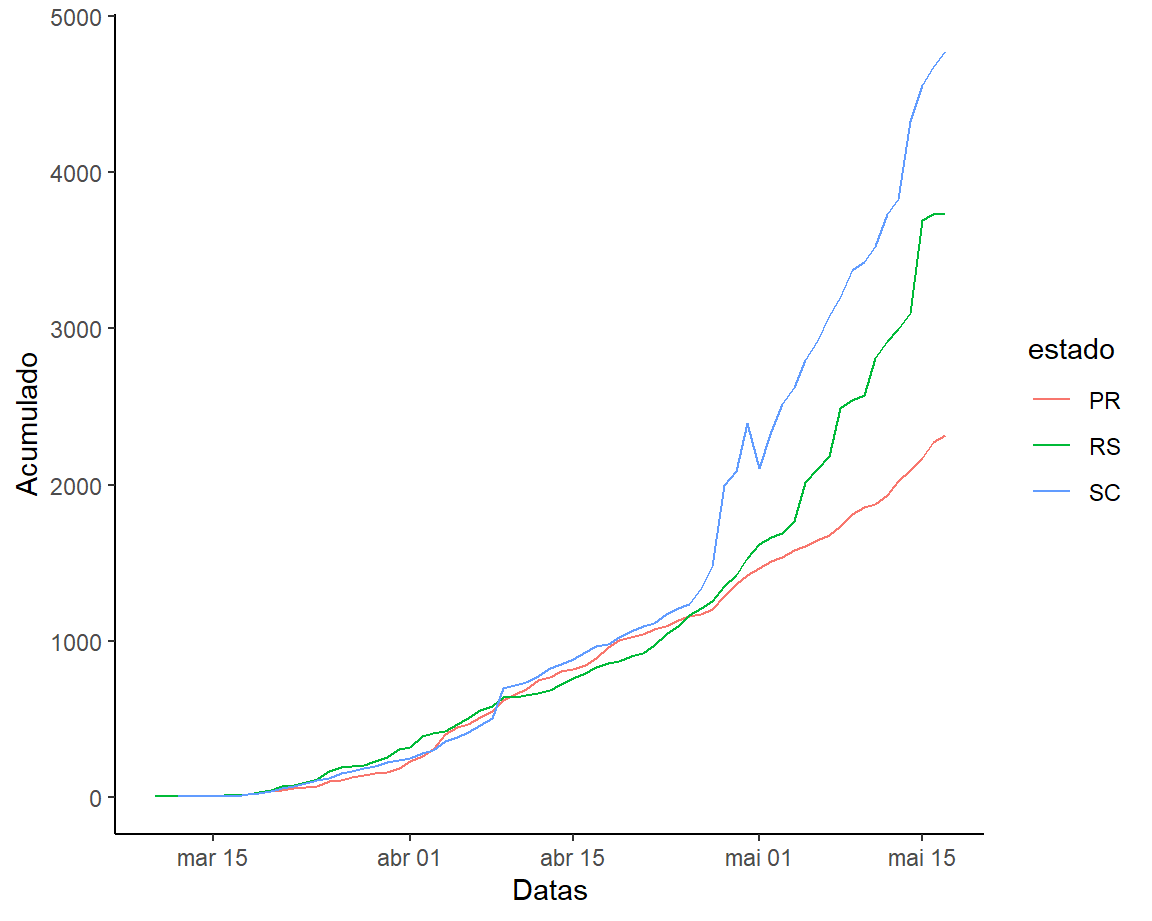 5000
4000
3000
2000
1000
0
Acumulado
mar 15
abr 01
abr 15
mai 01
mai 15
Datas
estado
PR
RS
SC